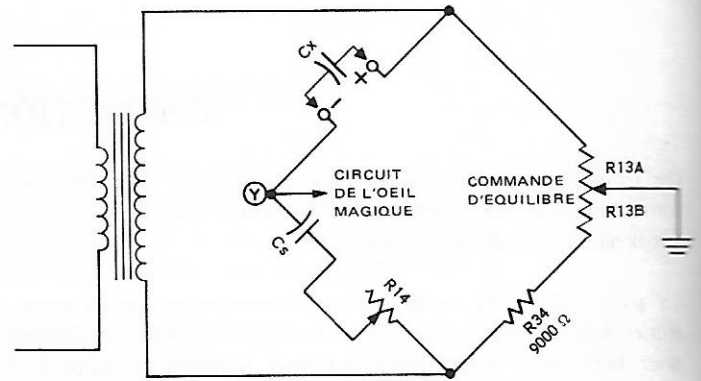 Cx
+
-
Y
CIRCUIT
DE L'OEIL
MAGIQUE
COMMANDE
D'EQUILIBRE
R13A
R13B
Cs
R14
R34
9000 Ω